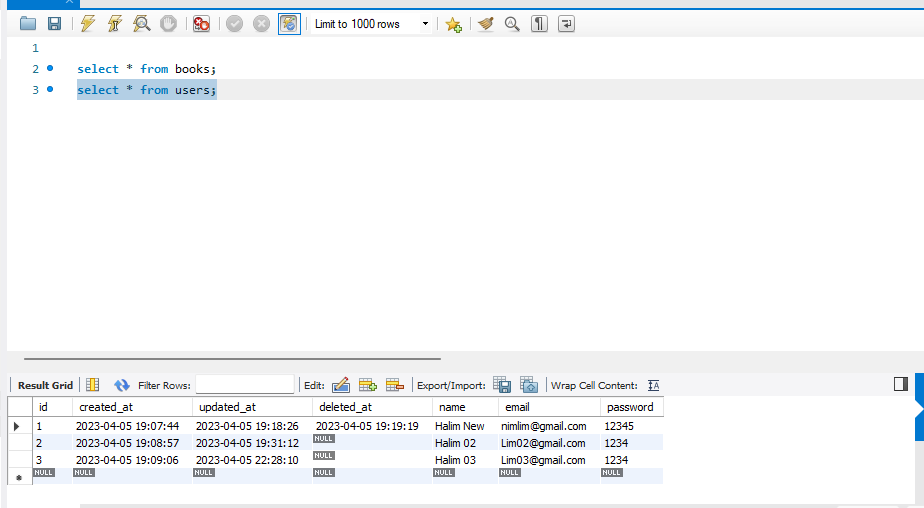 Limit to 1000 rows
1
2 select * from books;
3 select * from users;
Result Grid Filter Rows: Edit: Export/Import: Wrap Cell Content:
id created_at updated_at deleted_at name email password
1 2023-04-05 19:07:44 2023-04-05 19:18:26 2023-04-05 19:19:19 Halim New nimlim@gmail.com 12345
2 2023-04-05 19:08:57 2023-04-05 19:31:12 NULL Halim 02 Lim02@gmail.com 1234
3 2023-04-05 19:09:06 2023-04-05 22:28:10 NULL Halim 03 Lim03@gmail.com 1234
NULL NULL NULL NULL NULL NULL NULL